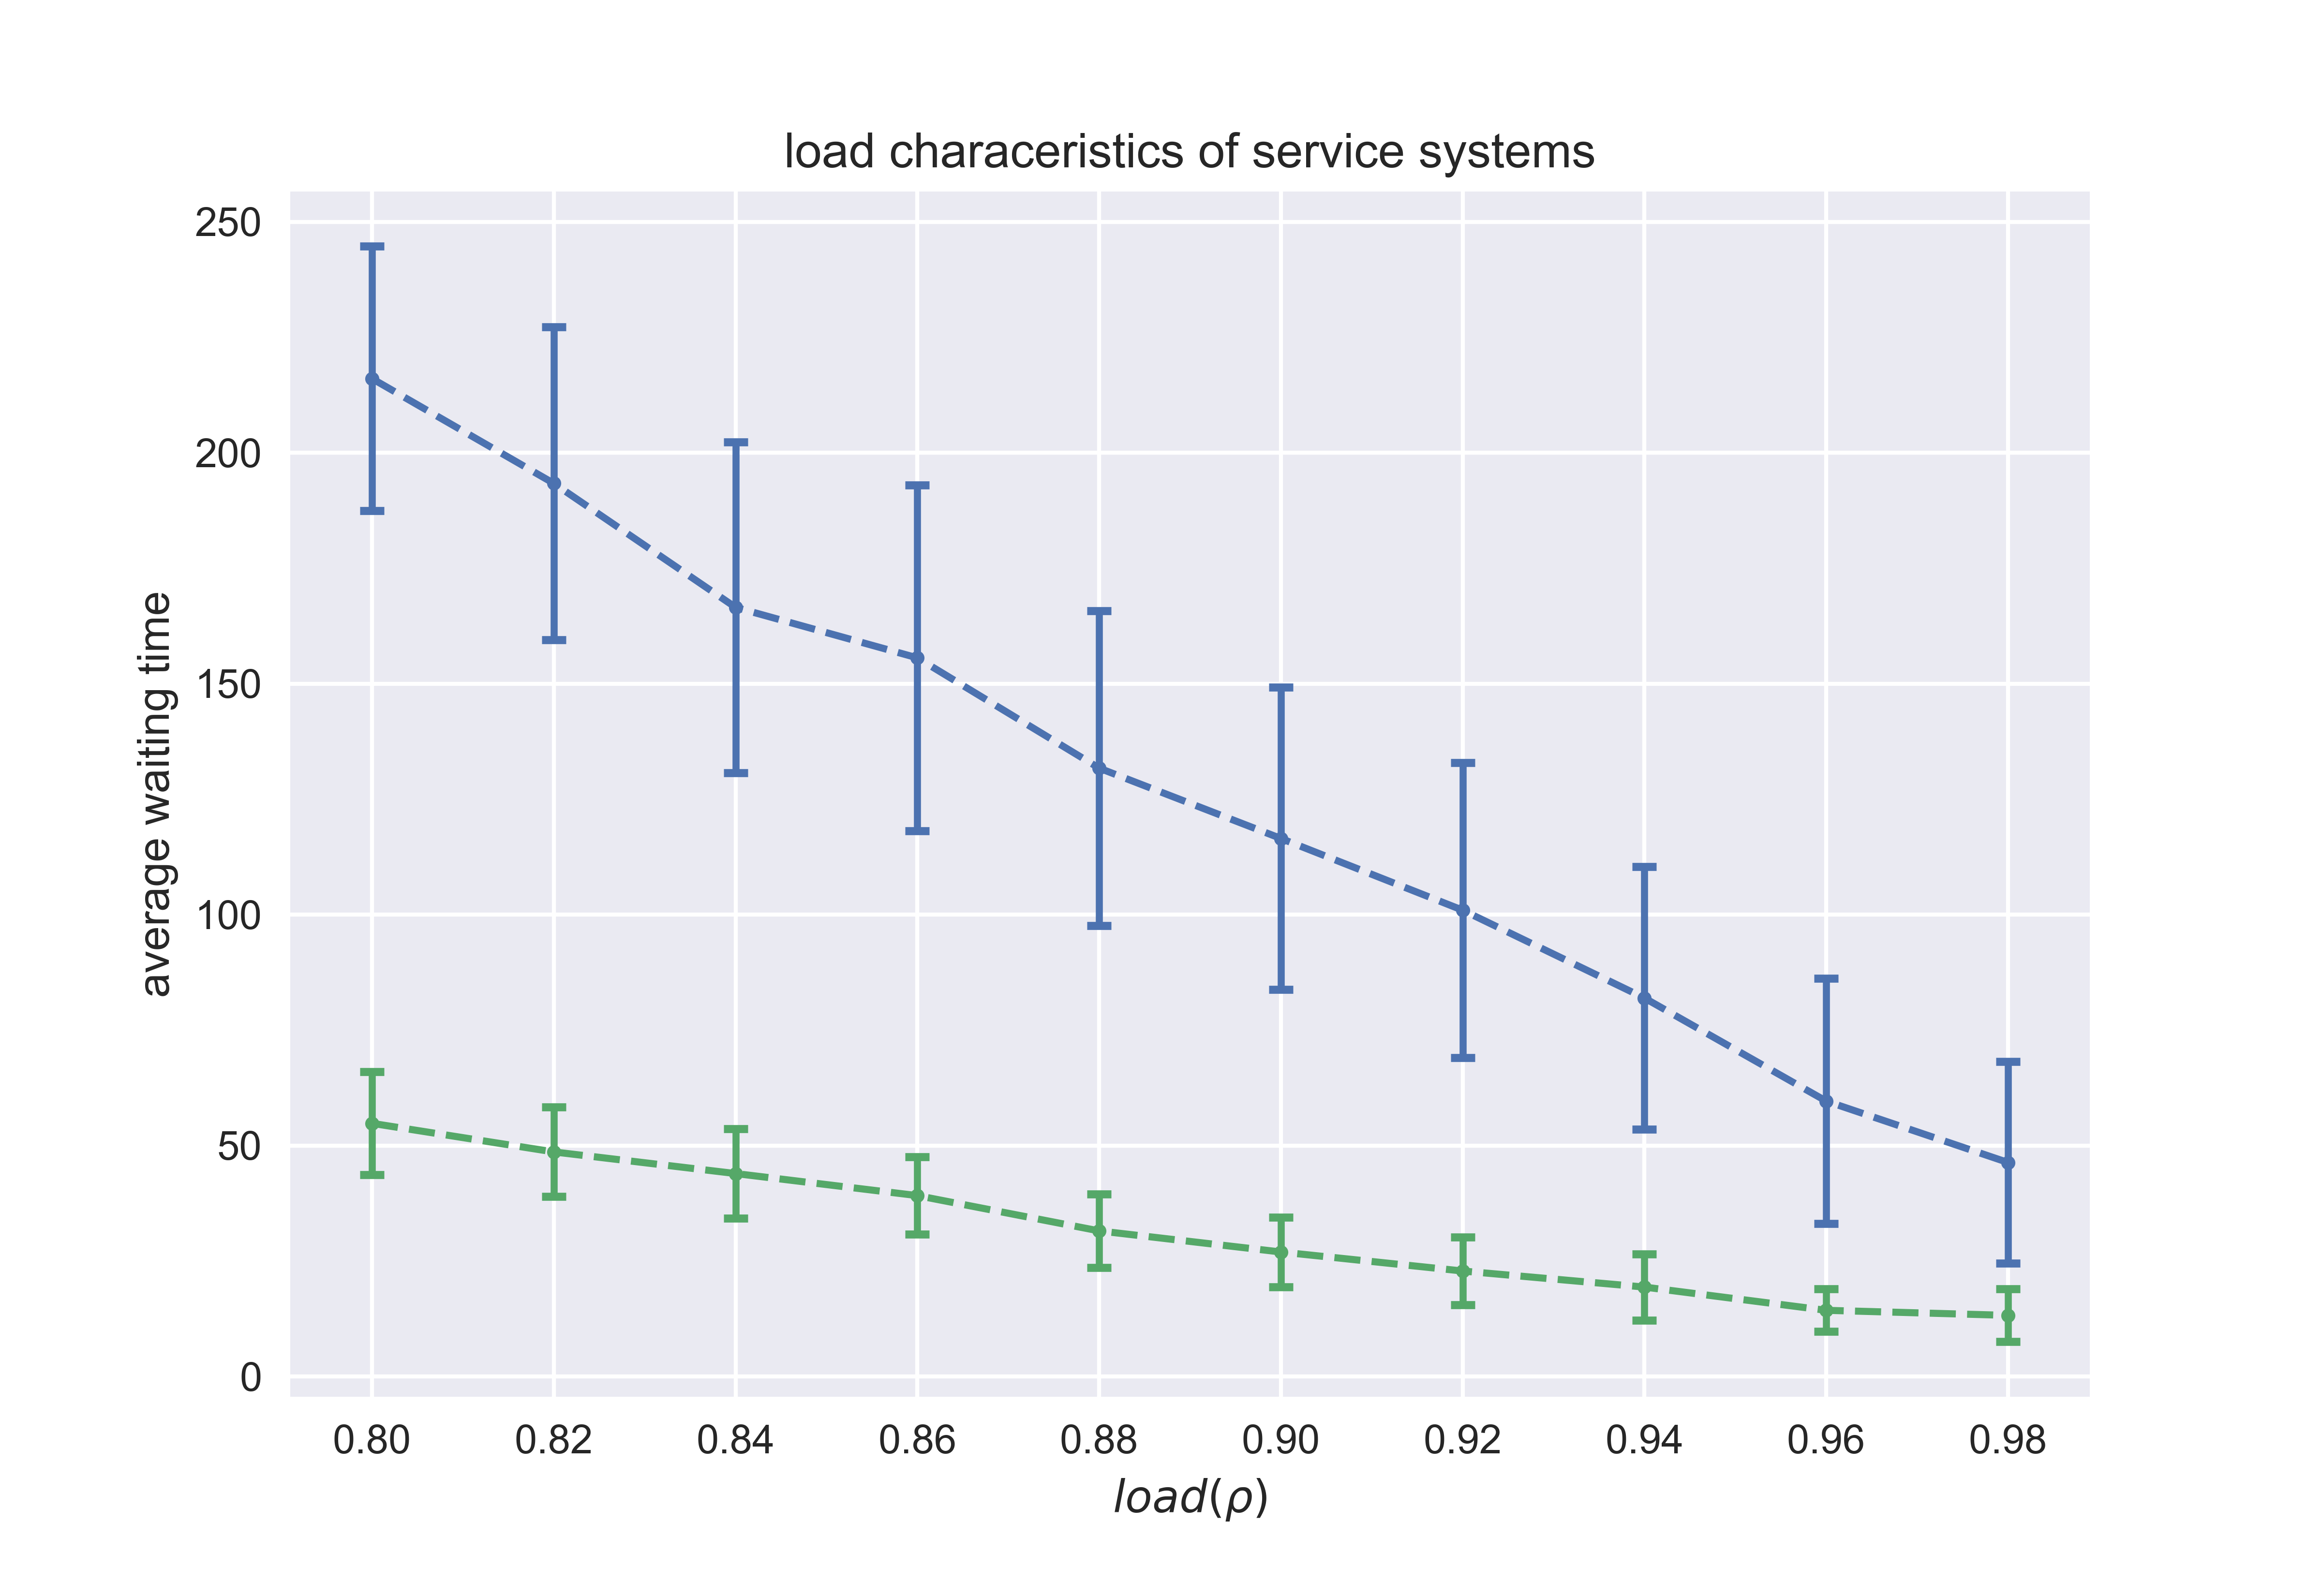 load characeristics of service systems
250
200
150
100
50
0
average waiting time
0.80 0.82 0.84 0.86 0.88 0.90 0.92 0.94 0.96 0.98
load(ρ)